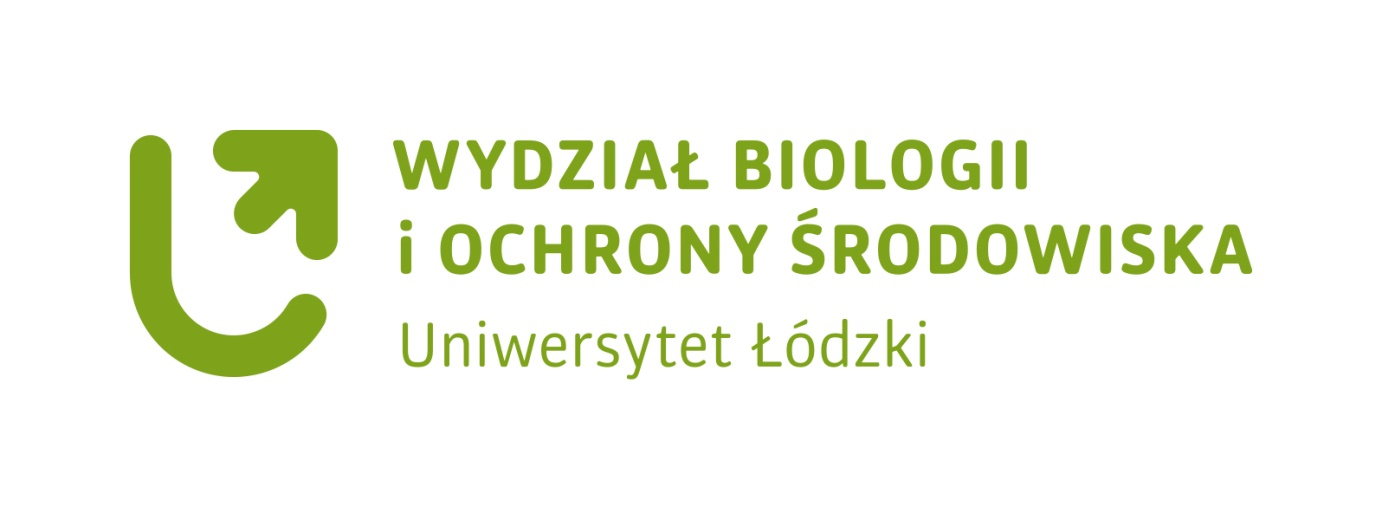 WYDZIAŁ BIOLOGII
i OCHRONY ŚRODOWISKA
Uniwersytet Łódzki